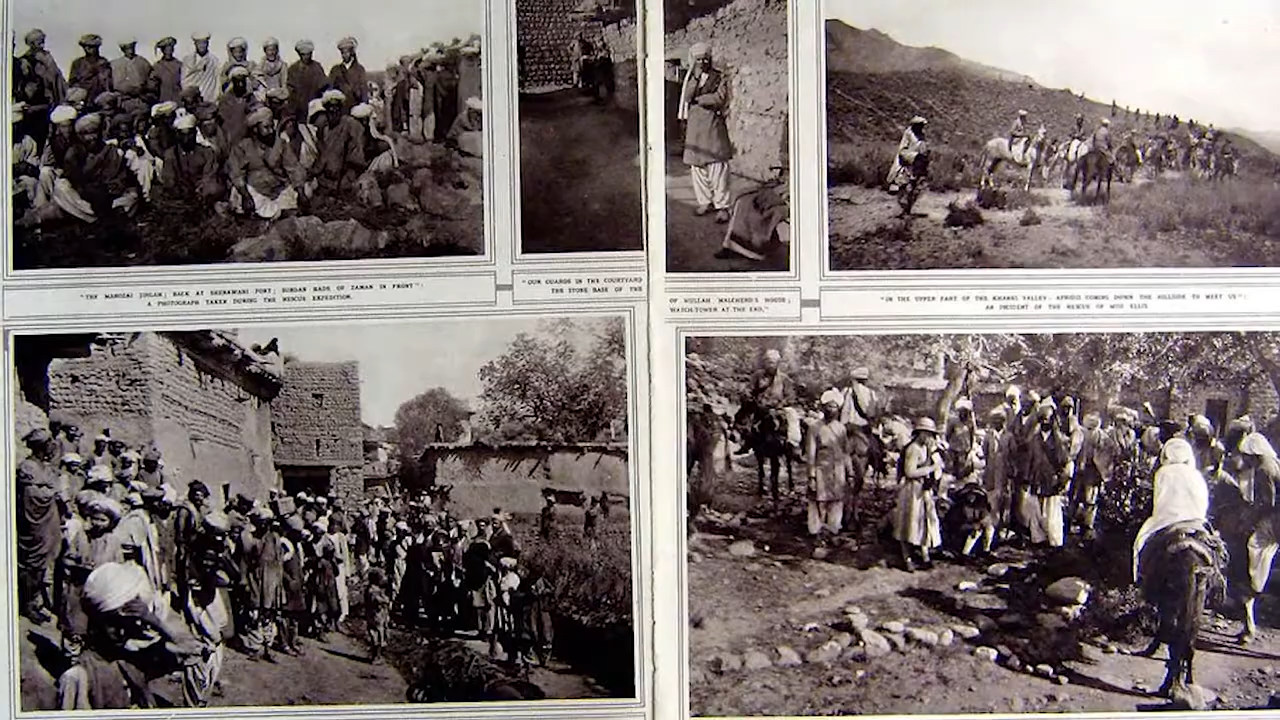 "THE MAMOZAI JIRGAH; BACK AT SHINAWARI FORT; SUBDAR BADS OF ZAMAN IN FRONT":
A PHOTOGRAPH TAKEN DURING THE RESCUE EXPEDITION.
"OUR GUARDS IN THE COURTYARD
THE STONE BASE OF THE
OF MULLAH MAHMUD'S HOUSE;
WATCH-TOWER AT THE END."
"IN THE UPPER PART OF THE KHANKI VALLEY: AFRIDIS COMING DOWN THE HILLSIDE TO MEET US":
AN INCIDENT OF THE RESCUE OF MISS ELLIS